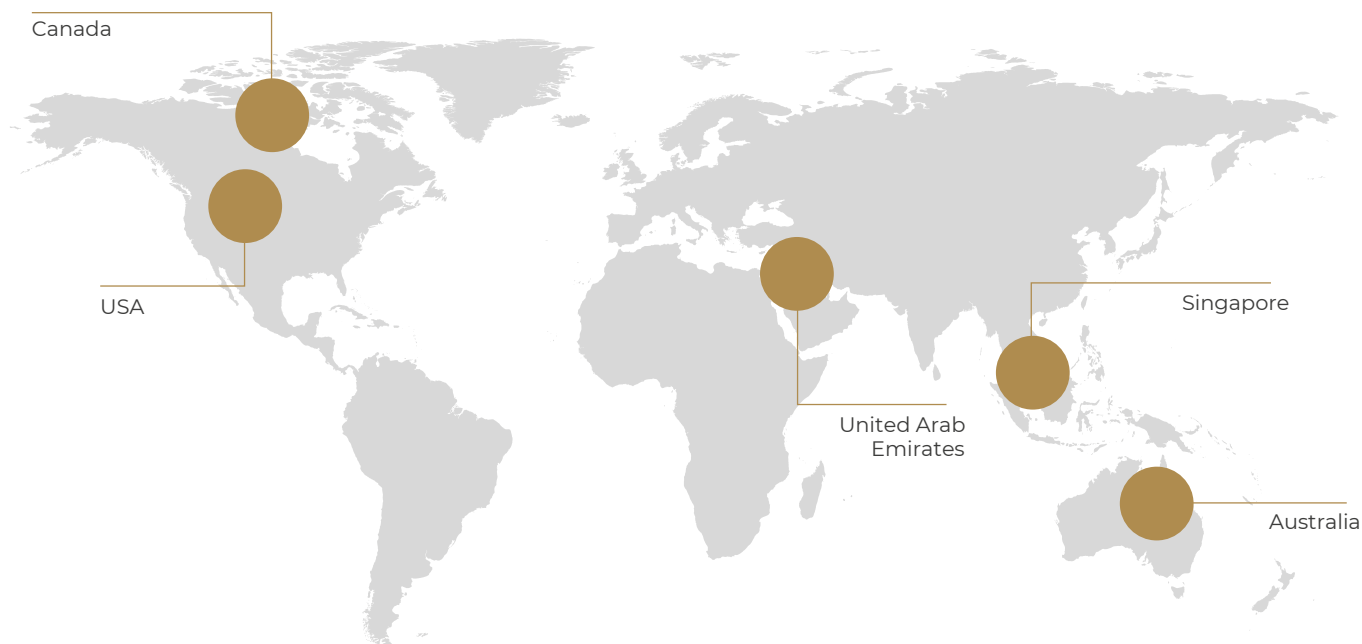 Canada
USA
Singapore
United Arab
Emirates
Australia